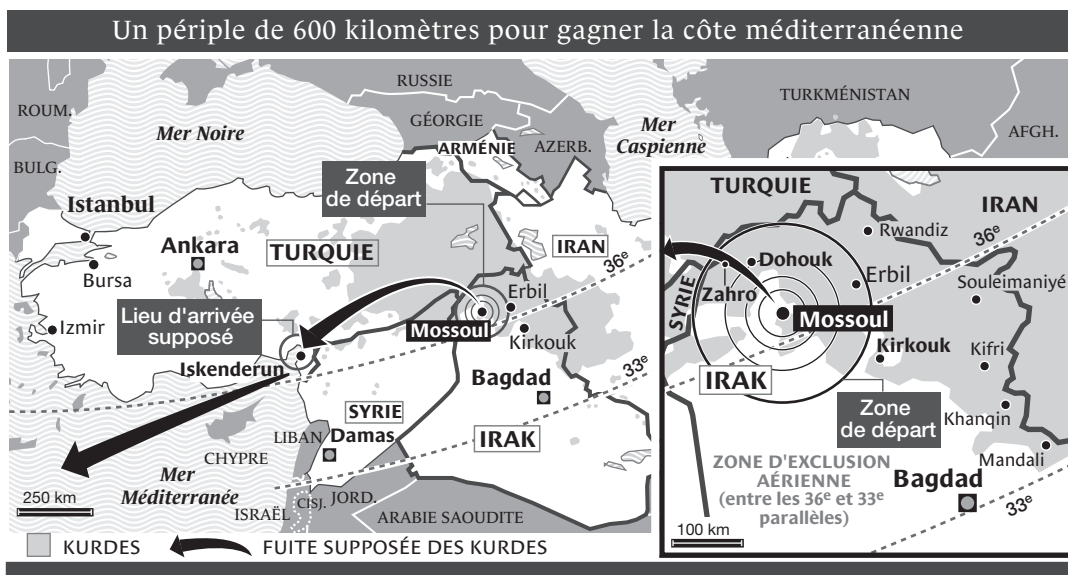 Un périple de 600 kilomètres pour gagner la côte méditerranéenne
ROUM.
BULG.
Mer Noire
RUSSIE
GÉORGIE
ARMÉNIE
AZERB.
Mer
Caspienne
TURKMÉNISTAN
AFGH.
Istanbul
Bursa
Izmir
Ankara
TURQUIE
Zone
de départ
IRAN
36e
Erbil
Mossoul
Kirkouk
Lieu d'arrivée
supposé
Iskenderun
33e
Bagdad
SYRIE
IRAK
LIBAN
Damas
CHYPRE
Mer
Méditerranée
ISRAËL
CISJ.
JORD.
ARABIE SAOUDITE
250 km
TURQUIE
IRAN
Rwandiz
36e
Dohouk
Zahro
Erbil
Souleimaniyé
SYRIE
Mossoul
Kirkouk
Kifri
IRAK
Zone
de départ
Khanqin
Mandali
ZONE D'EXCLUSION
AÉRIENNE
(entre les 36e et 33e
parallèles)
Bagdad
33e
100 km
KURDES
FUITE SUPPOSÉE DES KURDES